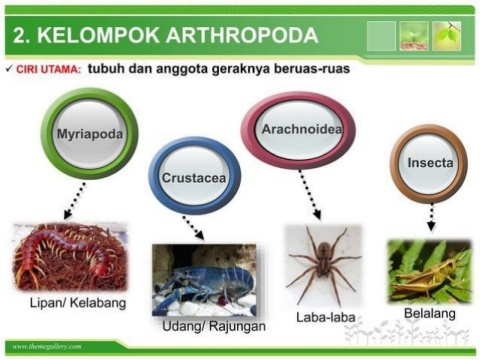 2. KELOMPOK ARTHROPODA
✓ CIRI UTAMA: tubuh dan anggota geraknya beruas-ruas
Myriapoda
Crustacea
Arachnoidea
Insecta
Lipan/ Kelabang
Udang/ Rajungan
Laba-laba
Belalang
www.themegallery.com